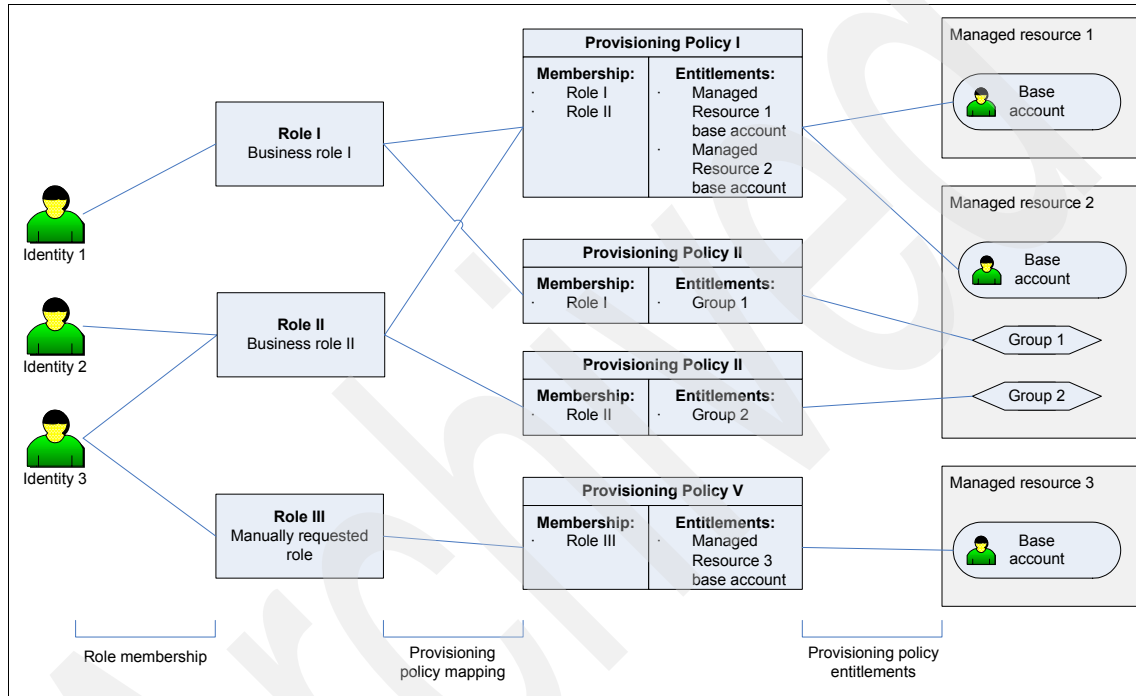 Identity 1
Identity 2
Identity 3
Role I
Business role I
Role II
Business role II
Role III
Manually requested
role
Provisioning Policy I
Membership:
· Role I
· Role II
Entitlements:
· Managed
Resource 1
base account
· Managed
Resource 2
base account
Provisioning Policy II
Membership:
· Role I
Entitlements:
· Group 1
Provisioning Policy II
Membership:
· Role II
Entitlements:
· Group 2
Provisioning Policy V
Membership:
· Role III
Entitlements:
· Managed
Resource 3
base account
Managed resource 1
Base
account
Managed resource 2
Base
account
Group 1
Group 2
Managed resource 3
Base
account
Role membership
Provisioning
policy mapping
Provisioning policy
entitlements
Archived